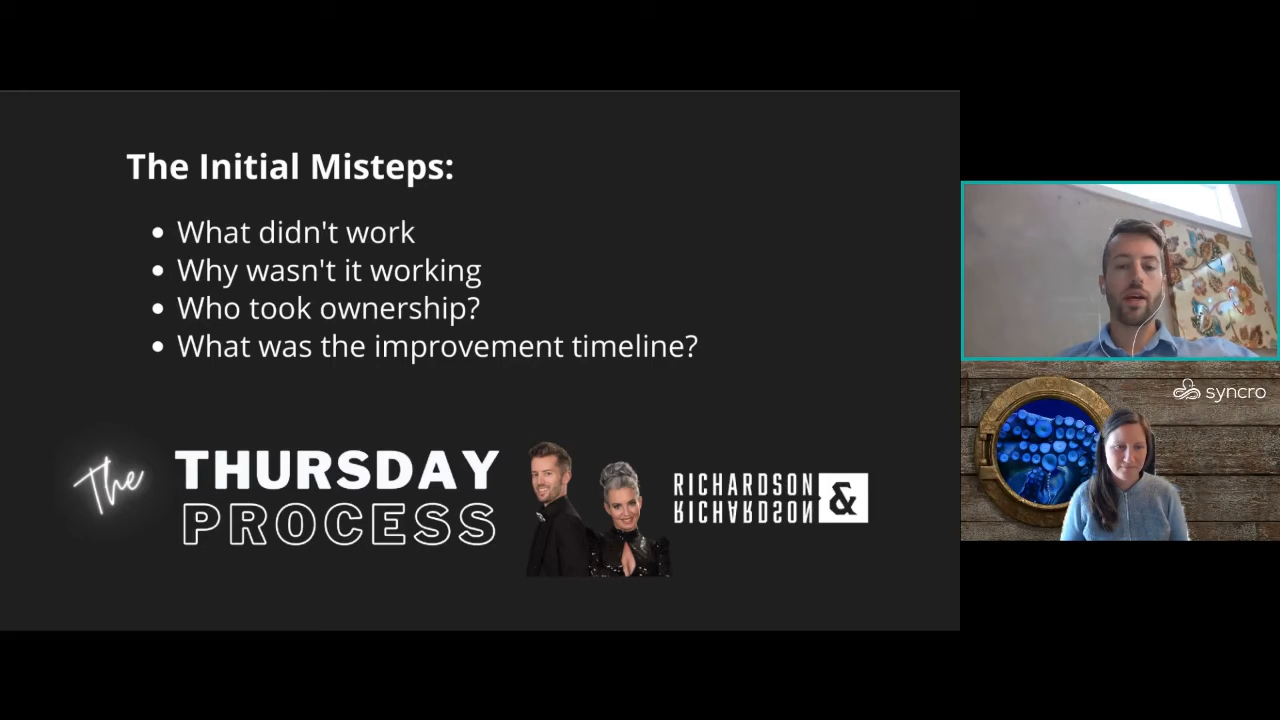 The Initial Misteps:
What didn't work
Why wasn't it working
Who took ownership?
What was the improvement timeline?
The
THURSDAY
PROCESS
RICHARDSON
RICHARDSON
&
syncro